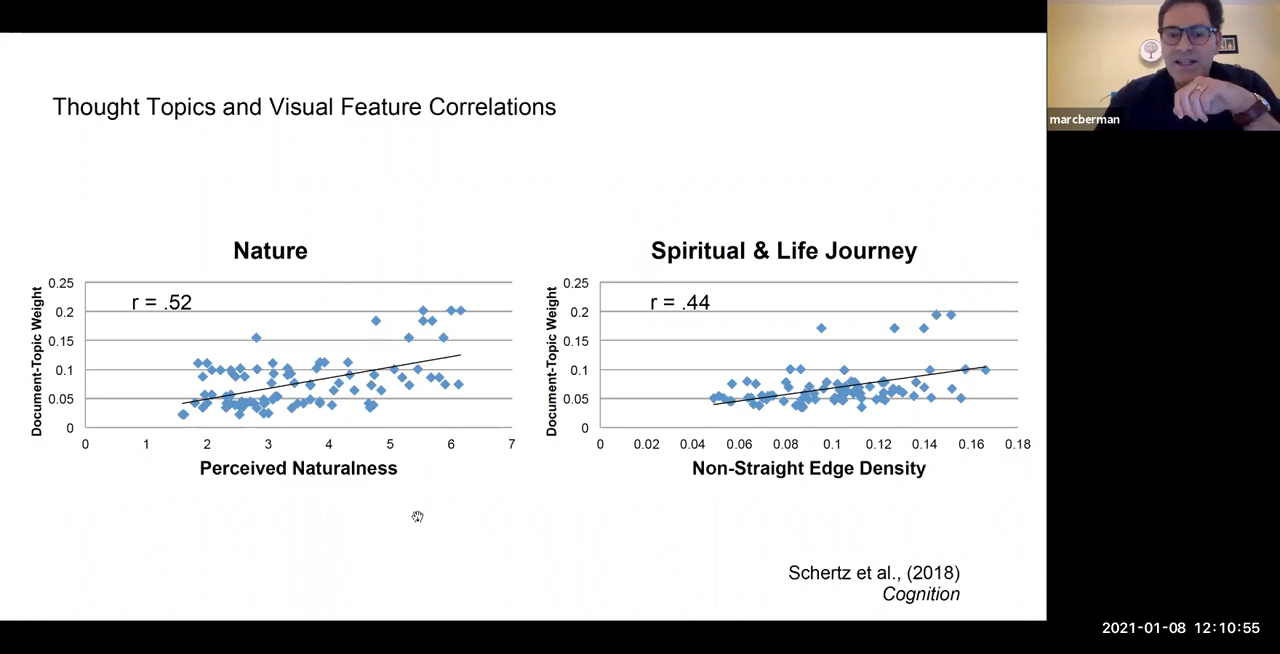 Thought Topics and Visual Feature Correlations
marcberman
Nature
r = .52
Document-Topic Weight
0.25
0.2
0.15
0.1
0.05
0
0 1 2 3 4 5 6 7
Perceived Naturalness
Spiritual & Life Journey
r = .44
Document-Topic Weight
0.25
0.2
0.15
0.1
0.05
0
0 0.02 0.04 0.06 0.08 0.1 0.12 0.14 0.16 0.18
Non-Straight Edge Density
Schertz et al., (2018)
Cognition
2021-01-08 12:10:55